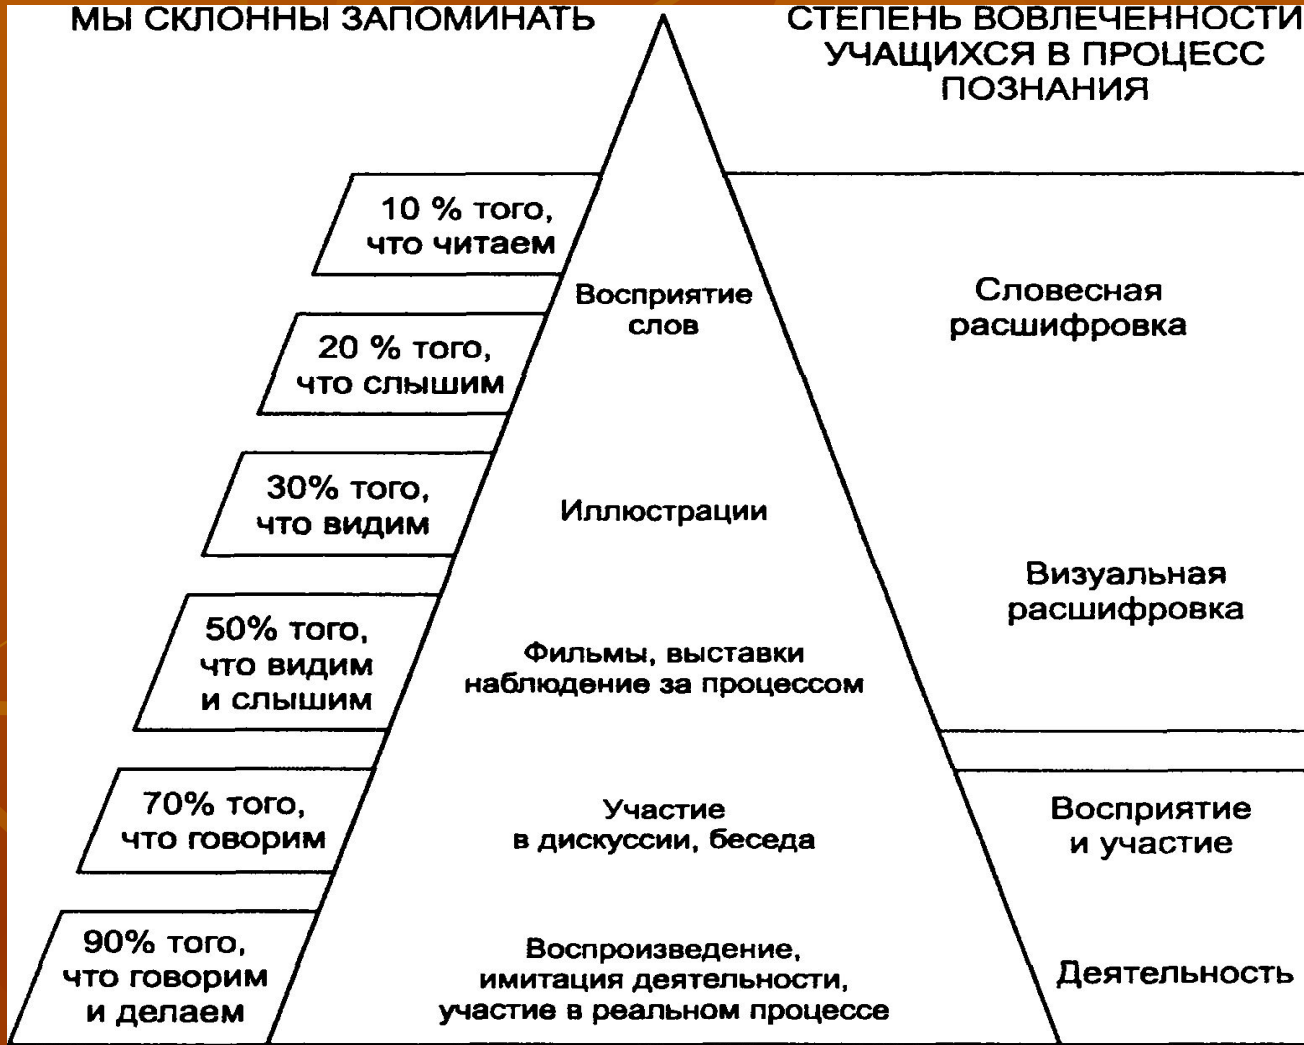 МЫ СКЛОННЫ ЗАПОМИНАТЬ
СТЕПЕНЬ ВОВЛЕЧЕННОСТИ
УЧАЩИХСЯ В ПРОЦЕСС
ПОЗНАНИЯ
10 % того,
что читаем
Восприятие
слов
Словесная
расшифровка
20 % того,
что слышим
30% того,
что видим
Иллюстрации
Визуальная
расшифровка
50% того,
что видим
и слышим
Фильмы, выставки
наблюдение за процессом
70% того,
что говорим
Участие
в дискуссии, беседа
Восприятие
и участие
90% того,
что говорим
и делаем
Воспроизведение,
имитация деятельности,
участие в реальном процессе
Деятельность